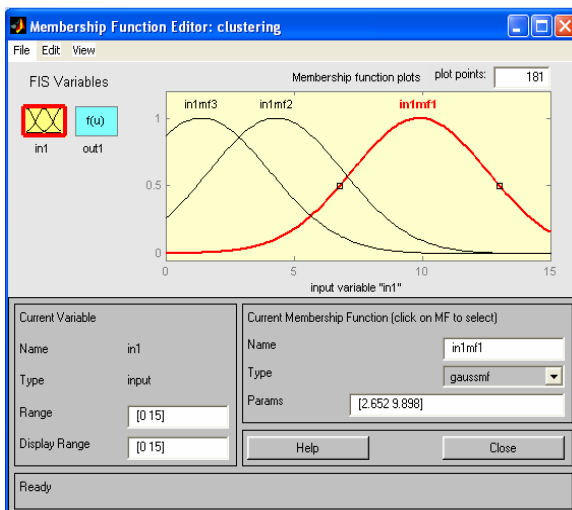 Membership Function Editor: clustering
File Edit View
FIS Variables
Membership function plots plot points: 181
f(u)
in1 out1
in1mf3 in1mf2 in1mf1
1
0.5
0
0 5 10 15
input variable "in1"
Current Variable
Name in1
Type input
Range [0 15]
Display Range [0 15]
Current Membership Function (click on MF to select)
Name in1mf1
Type gaussmf
Params [2.652 9.898]
Help Close
Ready